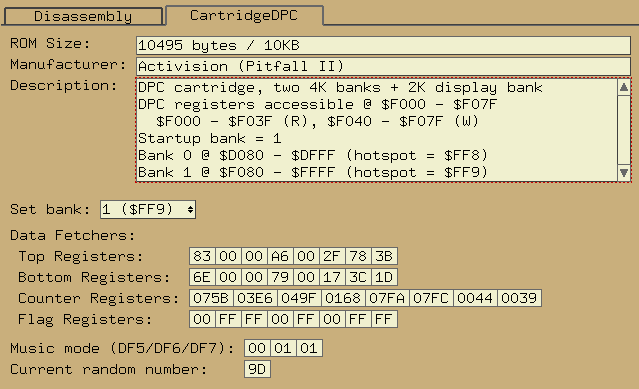 Disassembly CartridgeDPC
ROM Size: 10495 bytes / 10KB
Manufacturer: Activision (Pitfall II)
Description: DPC cartridge, two 4K banks + 2K display bank
DPC registers accessible @ $F000 - $F07F
$F000 - $F03F (R), $F040 - $F07F (W)
Startup bank = 1
Bank 0 @ $D080 - $DFFF (hotspot = $FF8)
Bank 1 @ $F080 - $FFFF (hotspot = $FF9)
Set bank: 1 ($FF9)
Data Fetchers:
Top Registers: 83 00 00 A6 00 2F 78 3B
Bottom Registers: 6E 00 00 79 00 17 3C 1D
Counter Registers: 075B 03E6 049F 0168 07FA 07FC 0044 0039
Flag Registers: 00 FF FF 00 FF 00 FF FF
Music mode (DF5/DF6/DF7): 00 01 01
Current random number: 9D